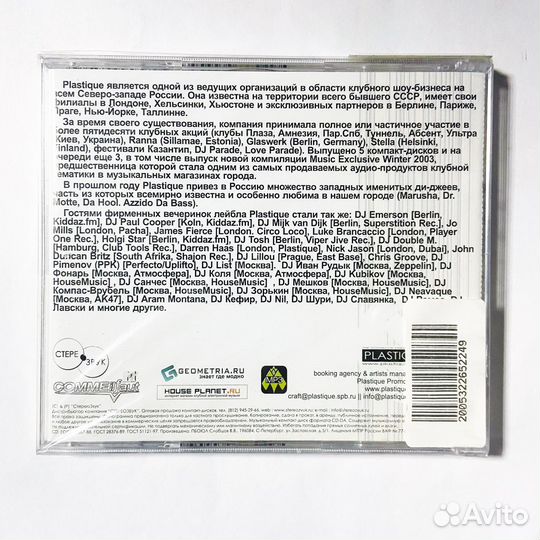 Plastique является одной из ведущих организаций в области клубного шоу-бизнеса на
всем Северо-западе России. Она известна на территории всего бывшего СССР, имеет свои
филиалы в Лондоне, Хельсинки, Хьюстоне и эксклюзивных партнеров в Берлине, Париже,
Праге, Нью-Йорке, Таллинне.
За время своего существования, компания принимала полное или частичное участие в
более пятидесяти клубных акций (клубы Плаза, Амнезия, Пар.Спб, Туннель, Абсент, Ультра
Киев, Украина), Ranna (Sillamae, Estonia), Glaswerk (Berlin, Germany), Stella (Helsinki,
Finland), фестивали Казантип, DJ Parade, Love Parade). Выпущено 5 компакт-дисков и на
очереди еще 3, в том числе выпуск новой компиляции Music Exclusive Winter 2003,
предшественница которой стала одним из самых продаваемых аудио-продуктов клубной
тематики в музыкальных магазинах города.
В прошлом году Plastique привез в Россию множество западных именитых ди-джеев,
часть из которых всемирно известна и особенно любима в нашем городе (Marusha, Dr.
Motte, Da Hool. Azzido Da Bass).
Гостями фирменных вечеринок лейбла Plastique стали так же: DJ Emerson [Berlin,
Kiddaz.fm], DJ Paul Cooper [Koln, Kiddaz.fm], DJ Mijk van Dijk [Berlin, Superstition Rec.], Jo
Mills [London, Pacha], James Fierce [London. Circo Loco], Luke Brancaccio [London, Player
One Rec.], Holgi Star [Berlin, Kiddaz.fm], DJ Tosh [Berlin, Viper Jive Rec.], DJ Double M.
[Hamburg, Club Tools Rec.], Darren Haas [London, Plastique], Nick Jason [London, Dubai], John
Duncan Britz [South Afrika, Shajon Rec.], DJ Lillou [Prague, East Base], Chris Groove, DJ
Pimenov (PPK) [Perfecto/Uplifto], DJ List [Москва]. DJ Иван Рудык [Москва, Zeppelin], DJ
Фонарь [Москва, Атмосфера], DJ Коля [Москва, Атмосфера], DJ Kubikov [Москва,
HouseMusic] , DJ Санчес [Москва, HouseMusic] , DJ Мешков [Москва, HouseMusic], DJ
Компас-Врубель [Москва, HouseMusic], DJ Зорькин [Москва, HouseMusic], DJ Neavague
[Москва, АК47], DJ Aram Montana, DJ Кефир, DJ Nil, DJ Шури, DJ Славянка,
Лавски и многие другие.
СТЕРЕО ЗВУК
GEOMETRIA.RU
ЗНАЕТ ГДЕ МОДНО
HOUSE PLANET.RU
MP3
PLASTIQ
booking agency & artists mana
Plastique Promo
craft@plastique.spb.ru || info@plastiq
2005322652249
Avito